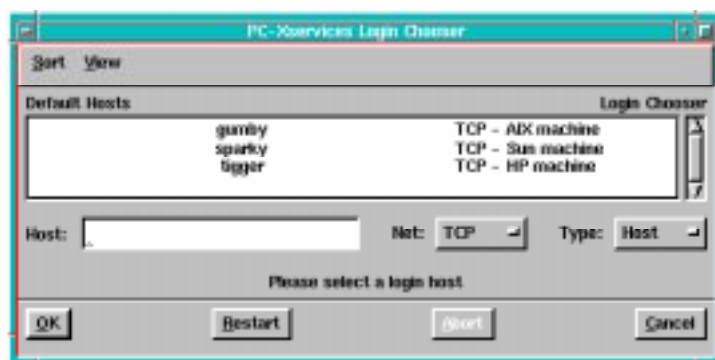 PC-Xservices Login Chooser
Sort View
Default Hosts Login Chooser
gumby TCP - AIX machine
sparky TCP - Sun machine
tigger TCP - HP machine
Host: Net: TCP Type: Host
Please select a login host
OK Restart Abort Cancel